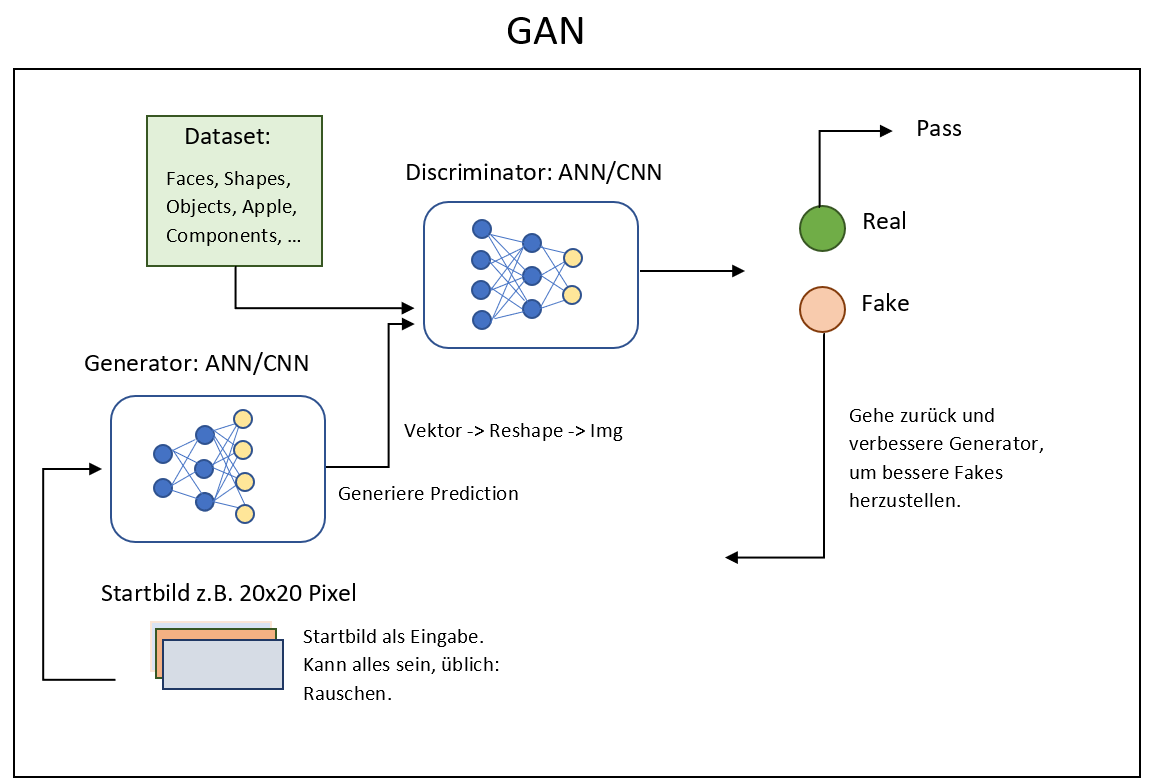 GAN
Dataset:
Faces, Shapes,
Objects, Apple,
Components, …
Discriminator: ANN/CNN
Pass
Real
Fake
Generator: ANN/CNN
Vektor -> Reshape -> Img
Generiere Prediction
Gehe zurück und
verbessere Generator,
um bessere Fakes
herzustellen.
Startbild z.B. 20x20 Pixel
Startbild als Eingabe.
Kann alles sein, üblich:
Rauschen.